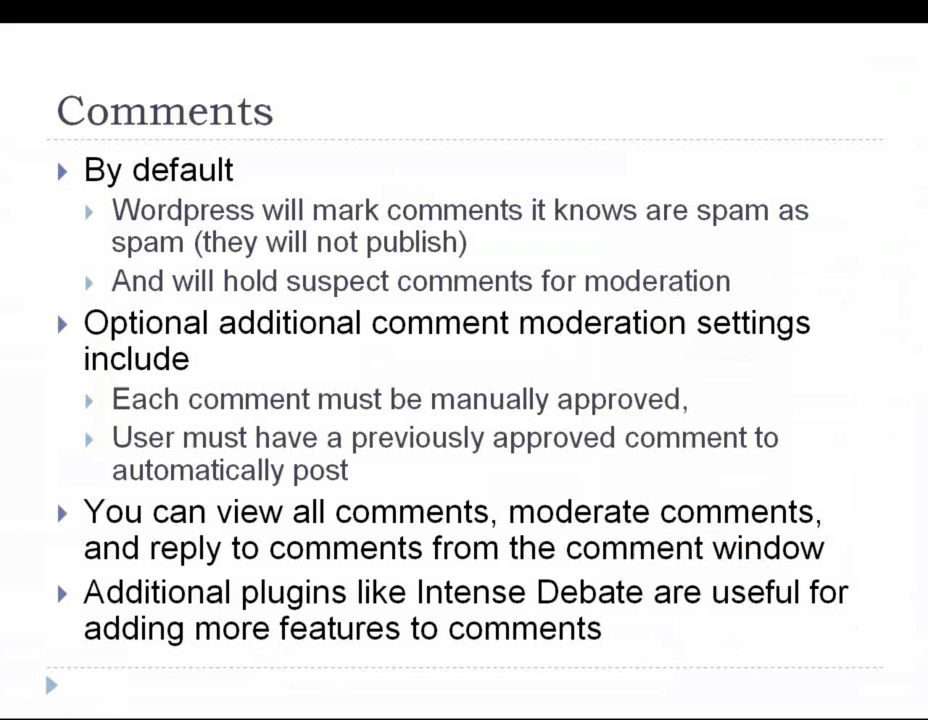 Comments
By default
Wordpress will mark comments it knows are spam as
spam (they will not publish)
And will hold suspect comments for moderation
Optional additional comment moderation settings
include
Each comment must be manually approved,
User must have a previously approved comment to
automatically post
You can view all comments, moderate comments,
and reply to comments from the comment window
Additional plugins like Intense Debate are useful for
adding more features to comments